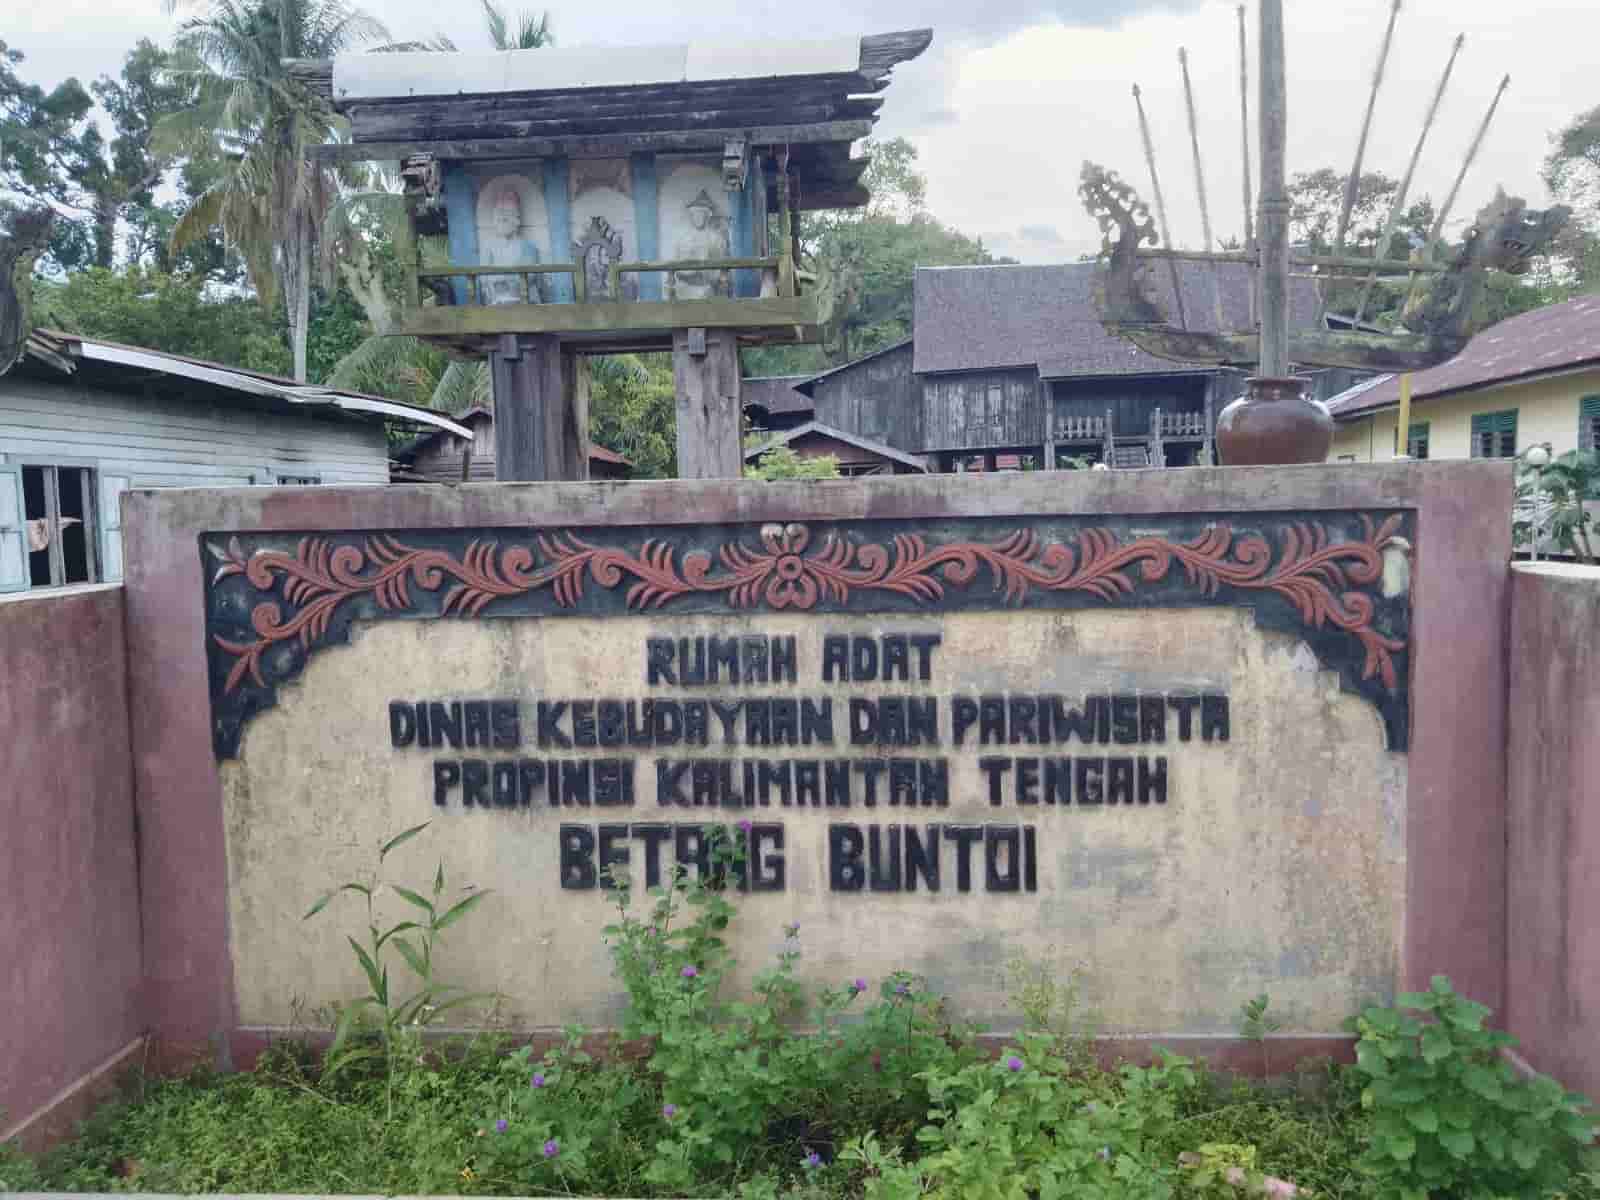 RUMAH ADAT
DINAS KEBUDAYAAN DAN PARIWISATA
PROPINSI KALIMANTAN TENGAH
BETANG BUNTOI